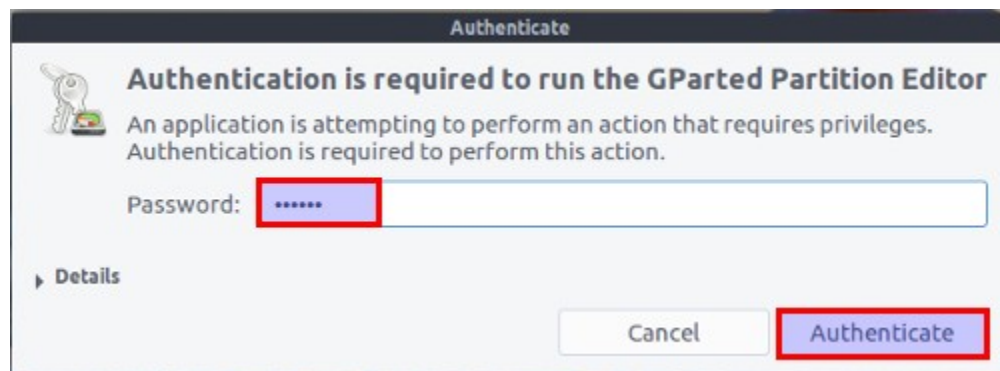 Authenticate
Authentication is required to run the GParted Partition Editor
An application is attempting to perform an action that requires privileges.
Authentication is required to perform this action.
Password: ••••••
Details
Cancel Authenticate